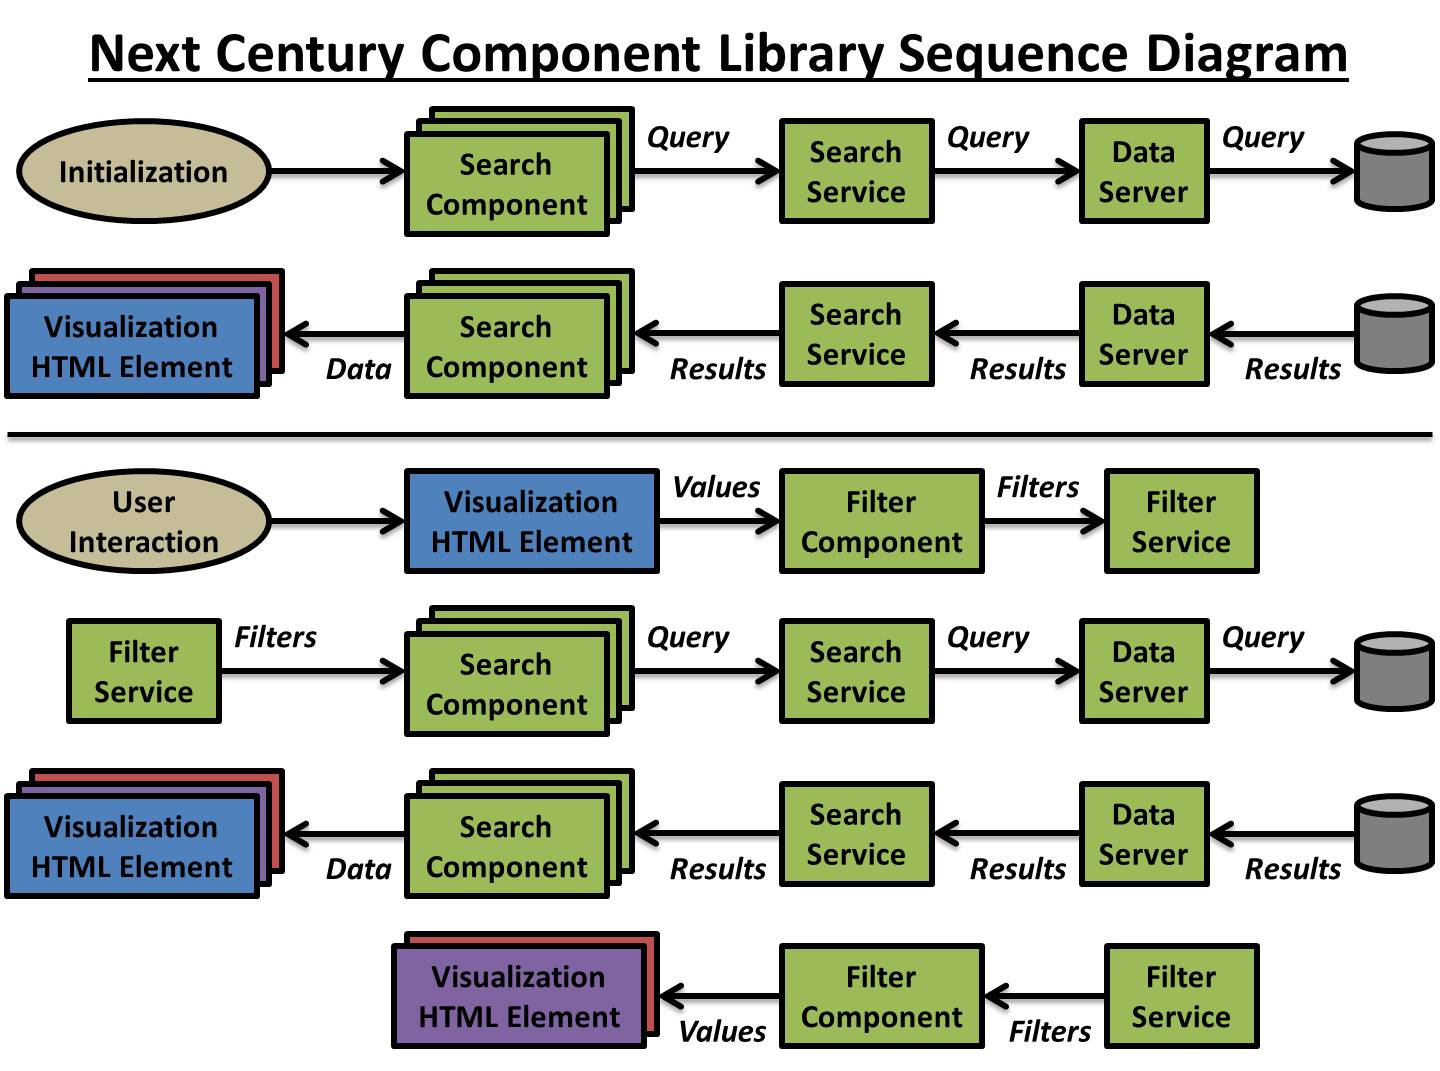 Next Century Component Library Sequence Diagram
Initialization
Search
Component
Query
Search
Service
Query
Data
Server
Query
Visualization
HTML Element
Data
Search
Component
Results
Search
Service
Results
Data
Server
Results
User
Interaction
Visualization
HTML Element
Values
Filter
Component
Filters
Filter
Service
Filter
Service
Filters
Search
Component
Query
Search
Service
Query
Data
Server
Query
Visualization
HTML Element
Data
Search
Component
Results
Search
Service
Results
Data
Server
Results
Visualization
HTML Element
Values
Filter
Component
Filters
Filter
Service